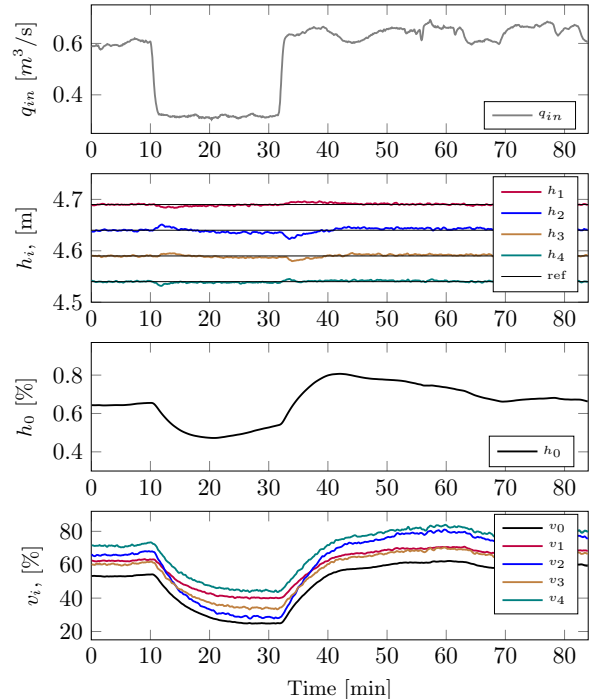 0.6
0.4
q_in [m^3/s]
q_in
0 10 20 30 40 50 60 70 80
4.7
4.6
4.5
h_i, [m]
h_1
h_2
h_3
h_4
ref
0 10 20 30 40 50 60 70 80
0.8
0.6
0.4
h_0 [%]
h_0
0 10 20 30 40 50 60 70 80
80
60
40
20
v_i, [%]
v_0
v_1
v_2
v_3
v_4
0 10 20 30 40 50 60 70 80
Time [min]